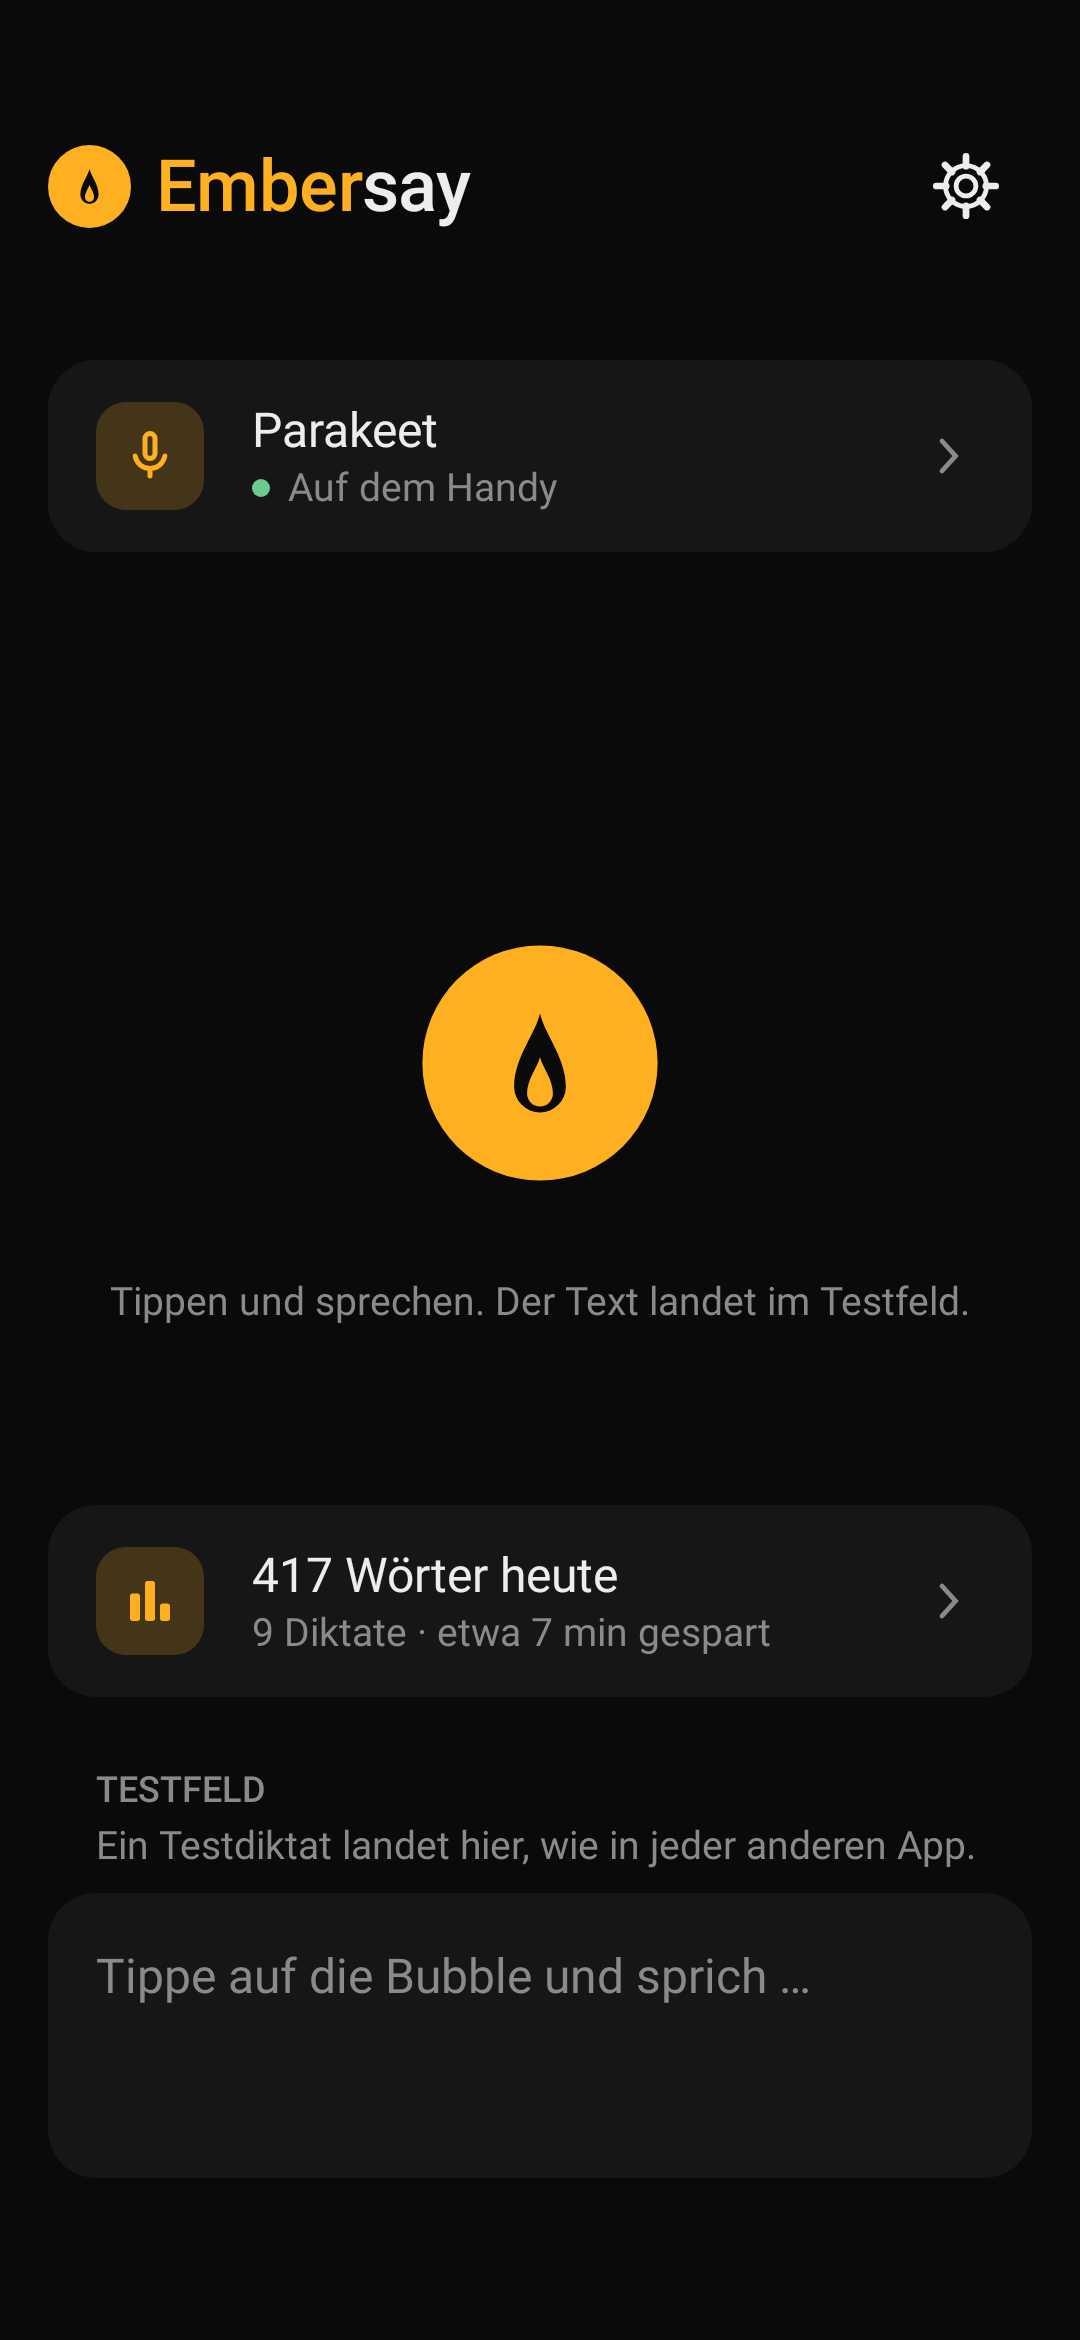 Embersay
Parakeet
Auf dem Handy
Tippen und sprechen. Der Text landet im Testfeld.
417 Wörter heute
9 Diktate · etwa 7 min gespart
TESTFELD
Ein Testdiktat landet hier, wie in jeder anderen App.
Tippe auf die Bubble und sprich …